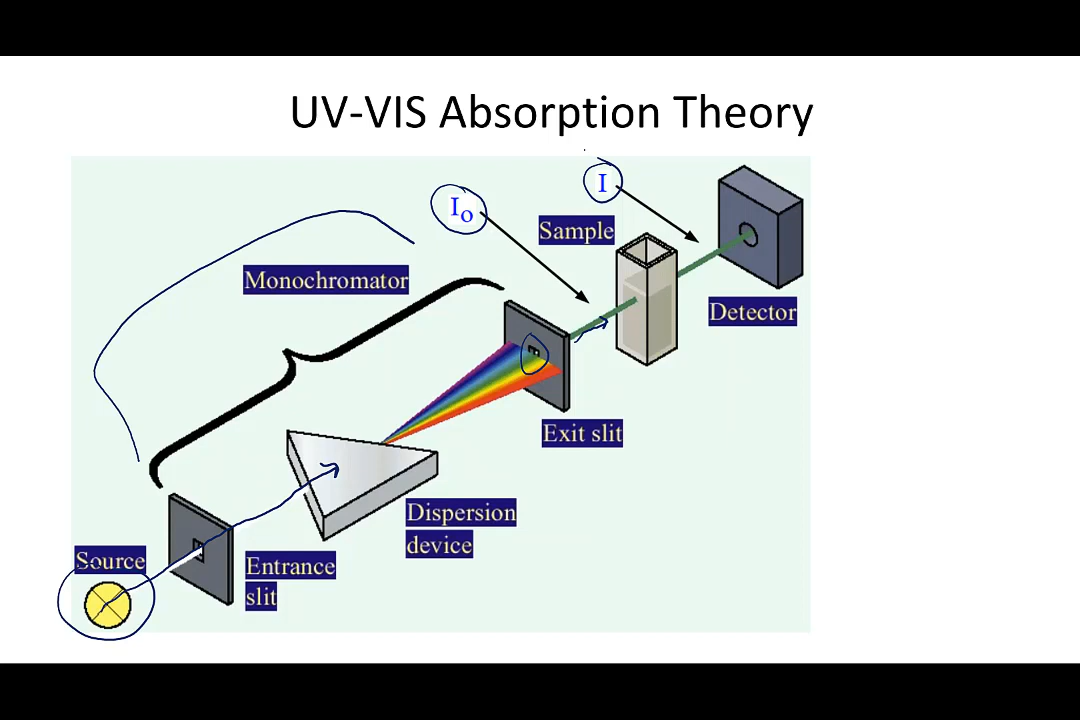 UV-VIS Absorption Theory
I
Io
Sample
Monochromator
Detector
Exit slit
Dispersion
device
Source
Entrance
slit